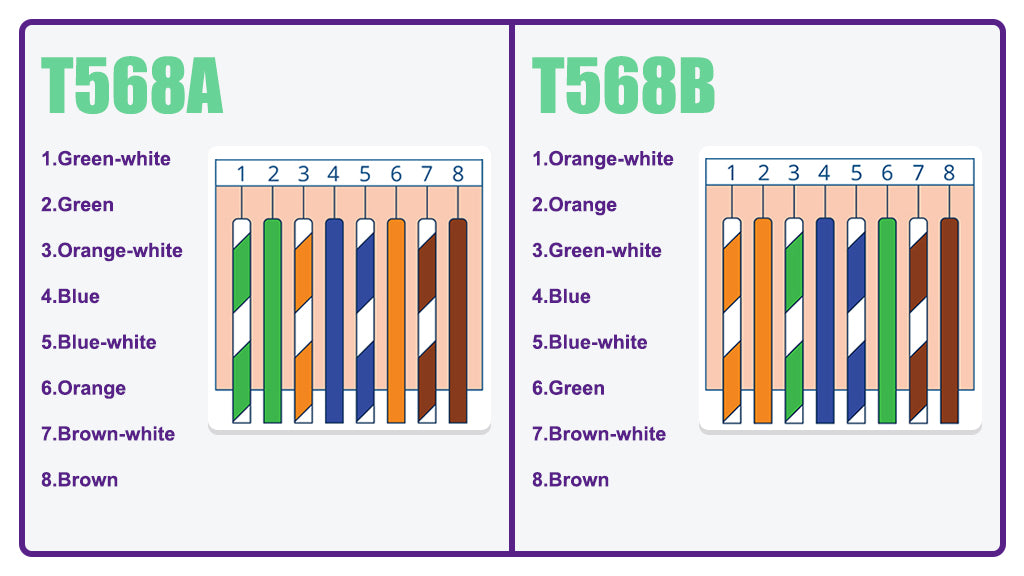 T568A
1.Green-white
2.Green
3.Orange-white
4.Blue
5.Blue-white
6.Orange
7.Brown-white
8.Brown
1 2 3 4 5 6 7 8
T568B
1.Orange-white
2.Orange
3.Green-white
4.Blue
5.Blue-white
6.Green
7.Brown-white
8.Brown
1 2 3 4 5 6 7 8